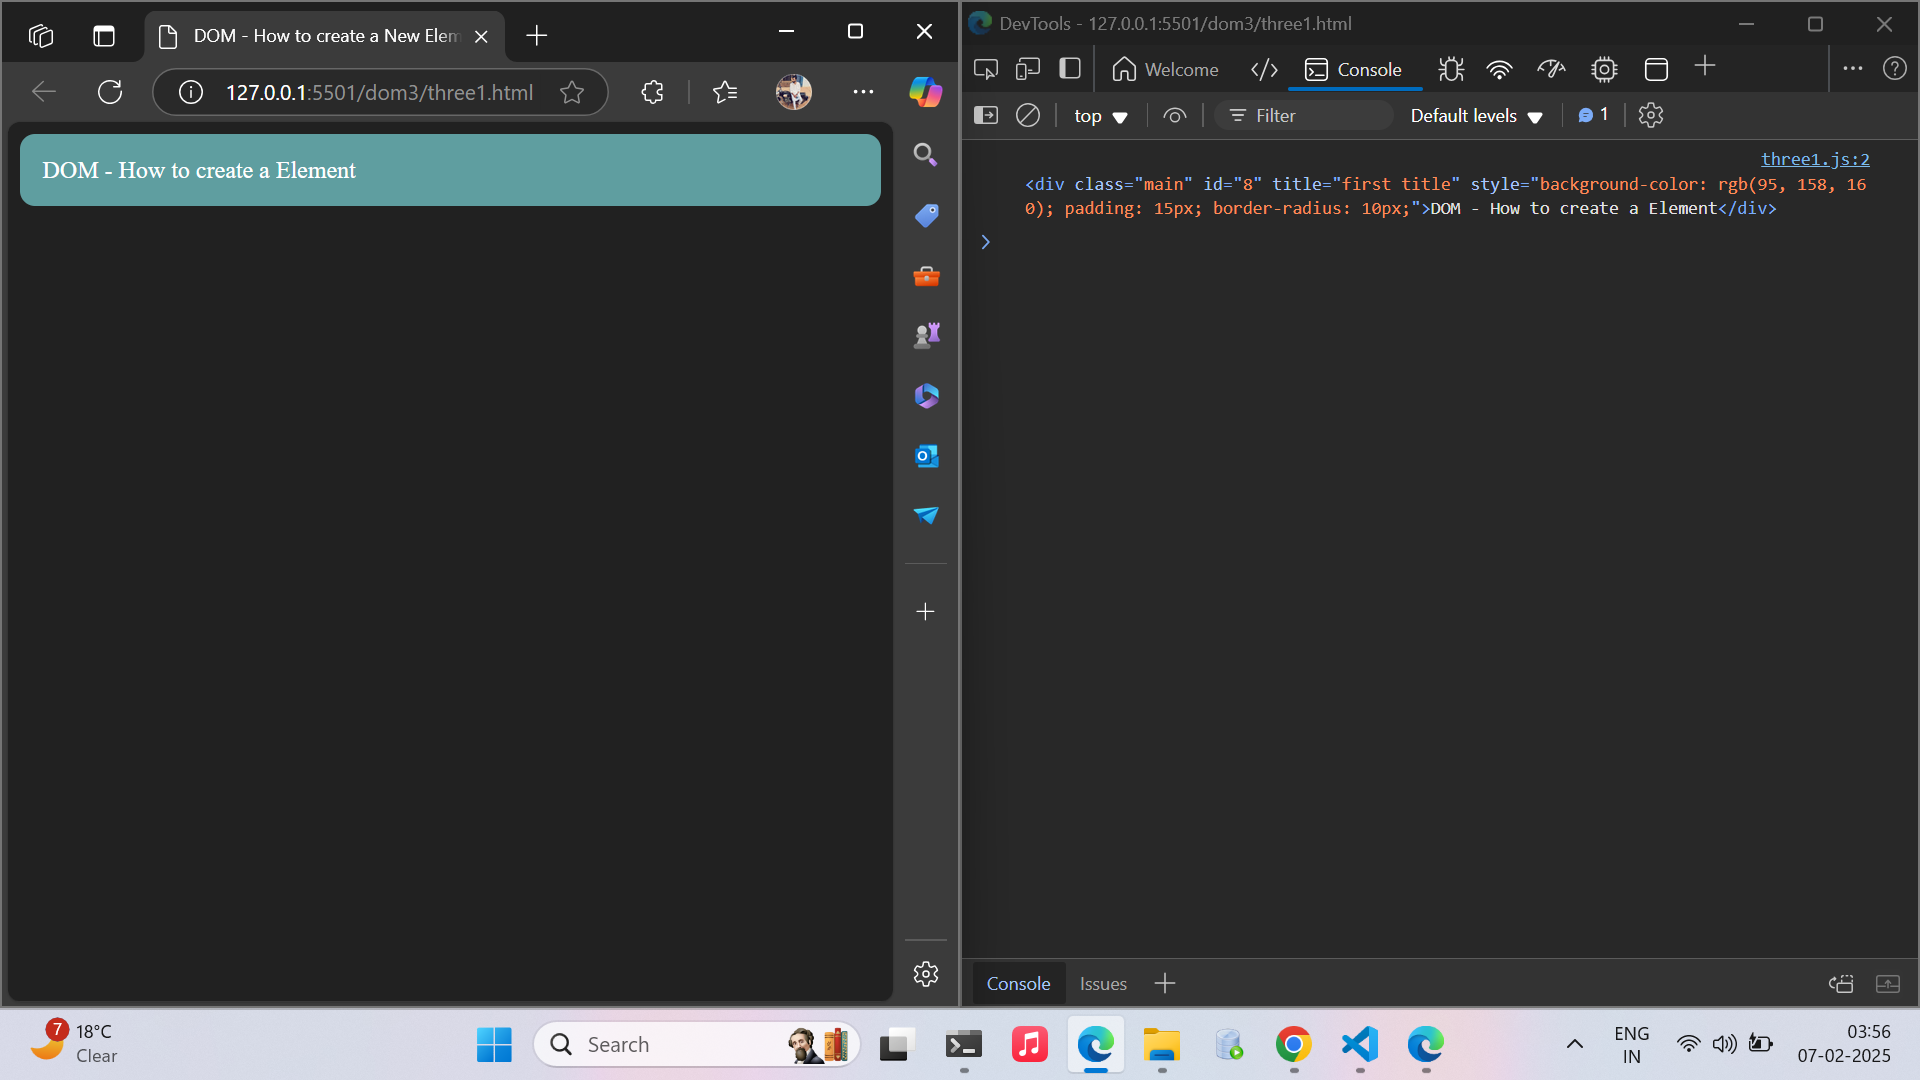 DOM - How to create a New Elem
127.0.0.1:5501/dom3/three1.html
DOM - How to create a Element
DevTools - 127.0.0.1:5501/dom3/three1.html
Welcome
Console
top
Filter
Default levels
1
three1.js:2
<div class="main" id="8" title="first title" style="background-color: rgb(95, 158, 16
0); padding: 15px; border-radius: 10px;">DOM - How to create a Element</div>
Console
Issues
7
18°C
Clear
Search
ENG
IN
03:56
07-02-2025